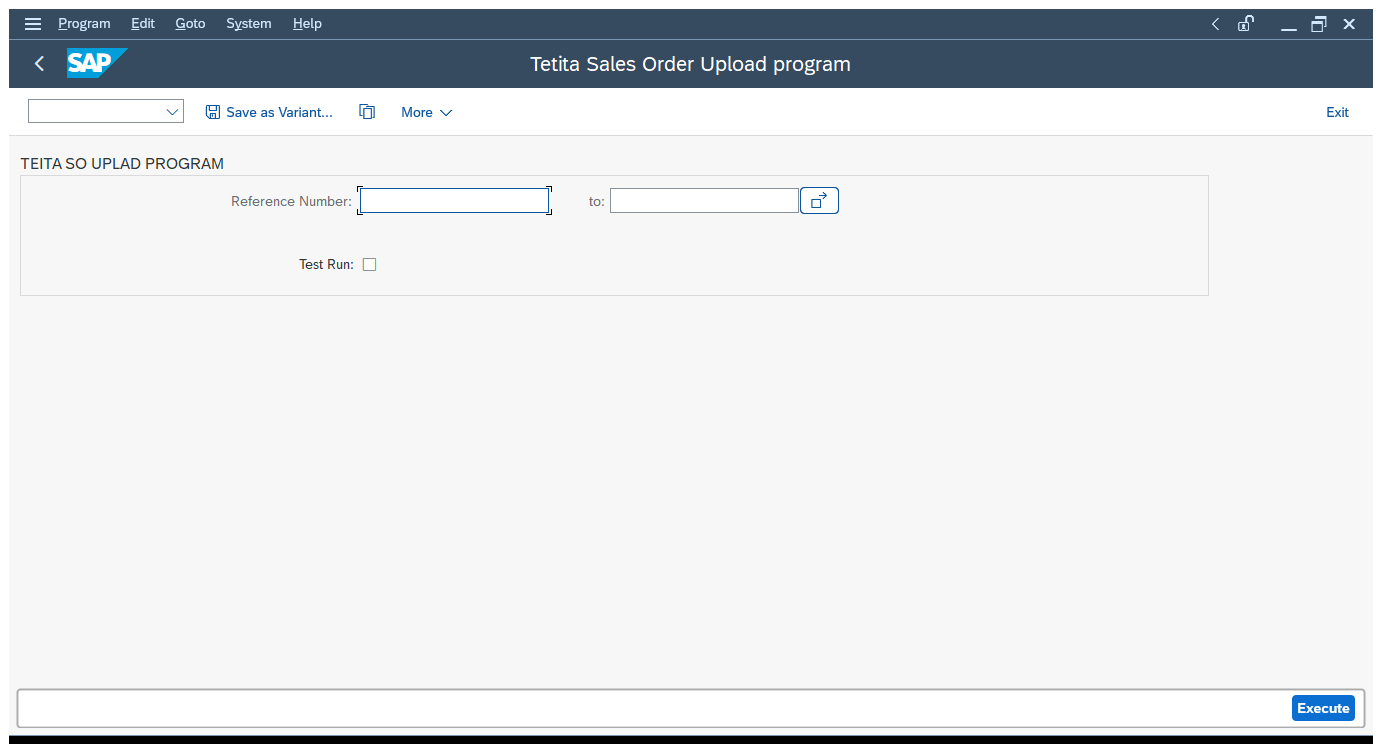 Program Edit Goto System Help
SAP Tetita Sales Order Upload program
Save as Variant... More Exit
TEITA SO UPLAD PROGRAM
Reference Number: to:
Test Run:
Execute